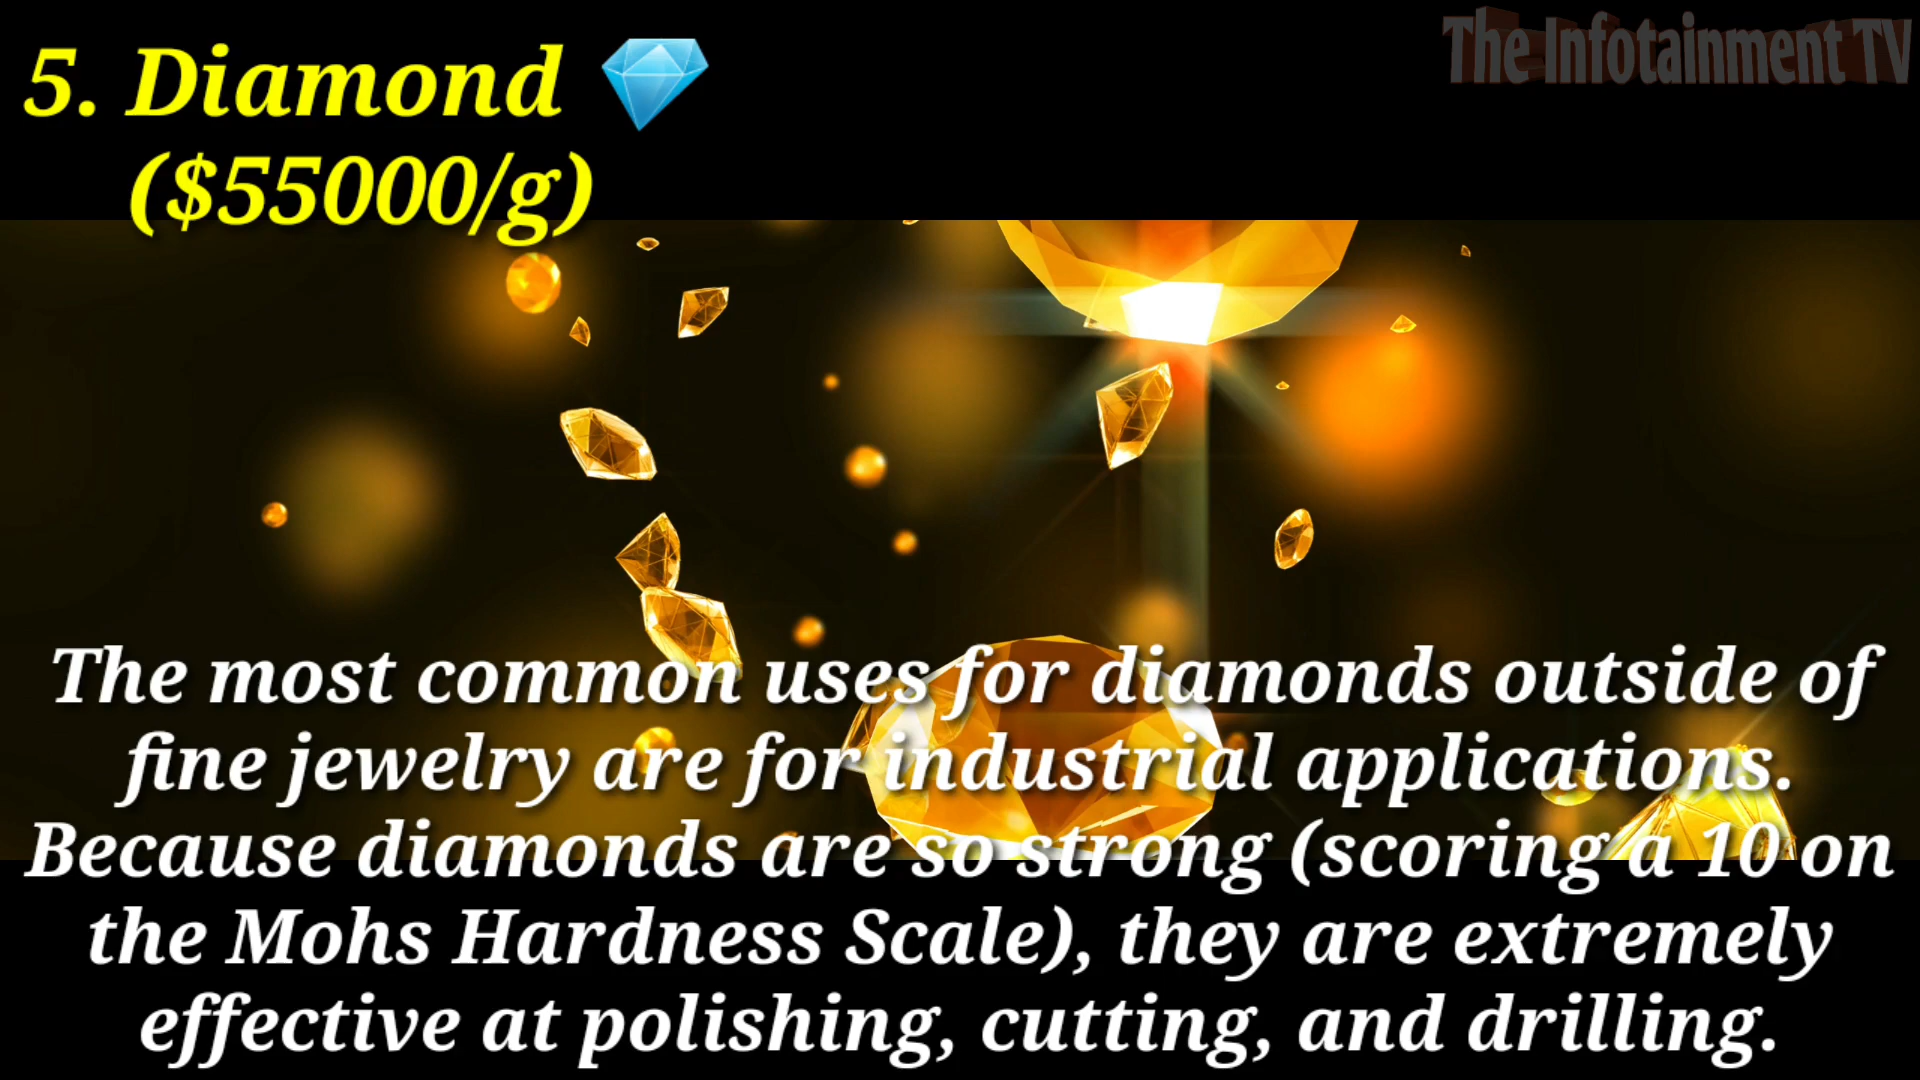 The Infotainment TV
5. Diamond 💎
($55000/g)
The most common uses for diamonds outside of
fine jewelry are for industrial applications.
Because diamonds are so strong (scoring a 10 on
the Mohs Hardness Scale), they are extremely
effective at polishing, cutting, and drilling.